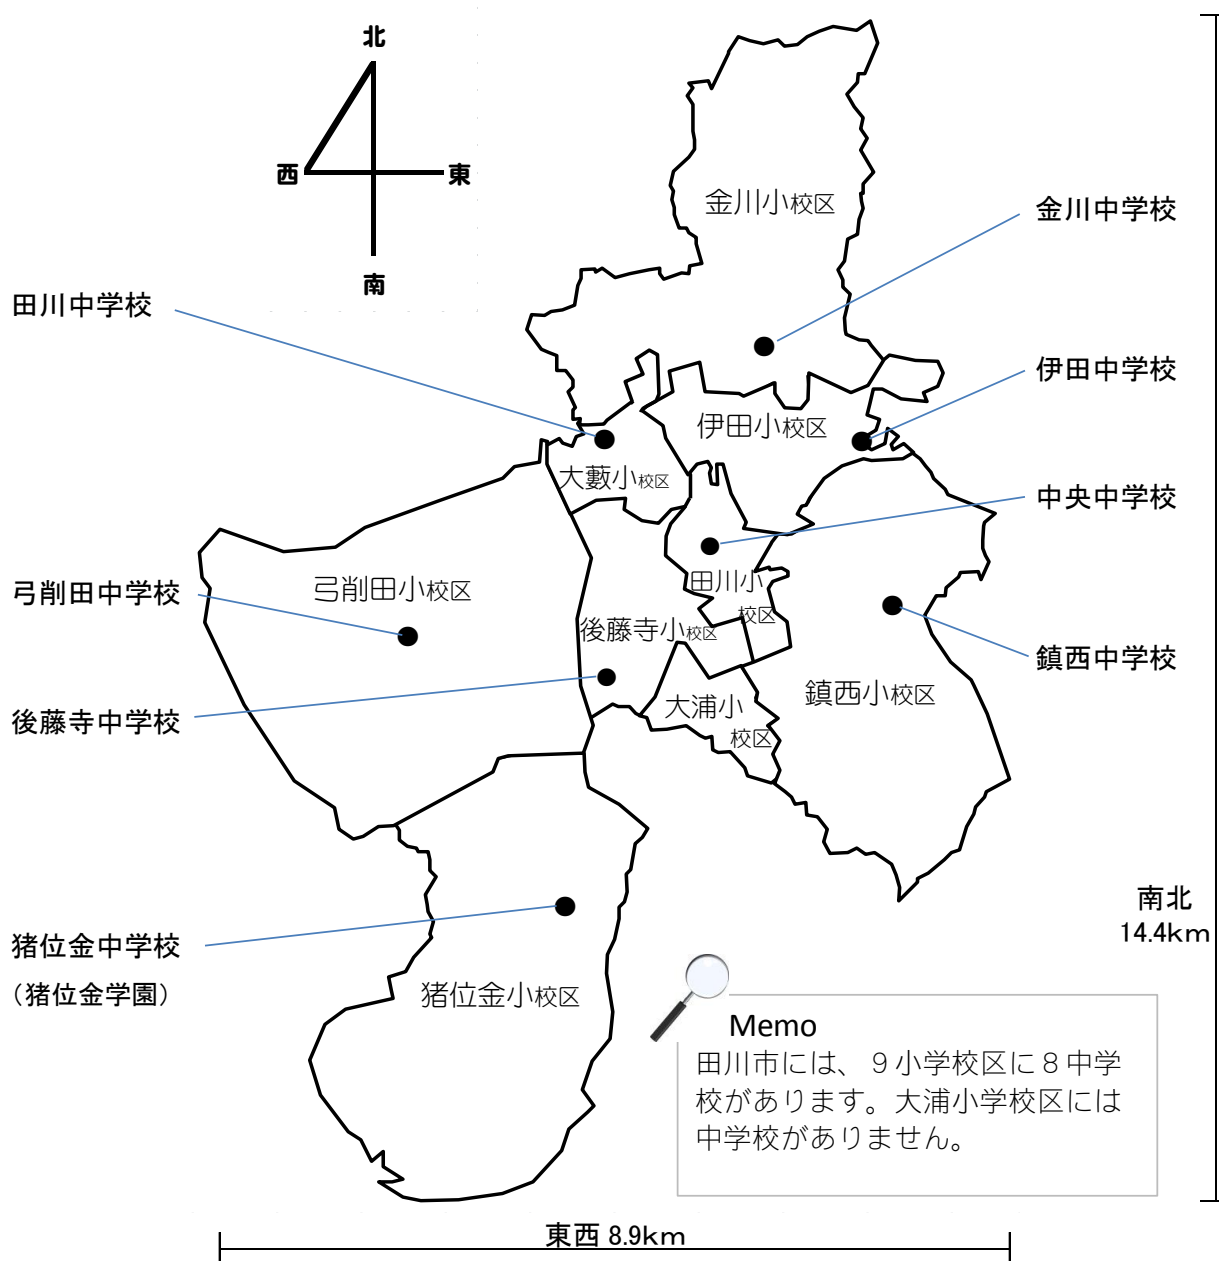 北
西
東
南
金川小校区
金川中学校
田川中学校
伊田中学校
伊田小校区
大藪小校区
中央中学校
弓削田中学校
弓削田小校区
田川小
校区
後藤寺小校区
鎮西中学校
鎮西小校区
後藤寺中学校
大浦小
校区
南北
14.4km
猪位金中学校
（猪位金学園）
猪位金小校区
Memo
田川市には、９小学校区に８中学
校があります。大浦小学校区には
中学校がありません。
東西 8.9km